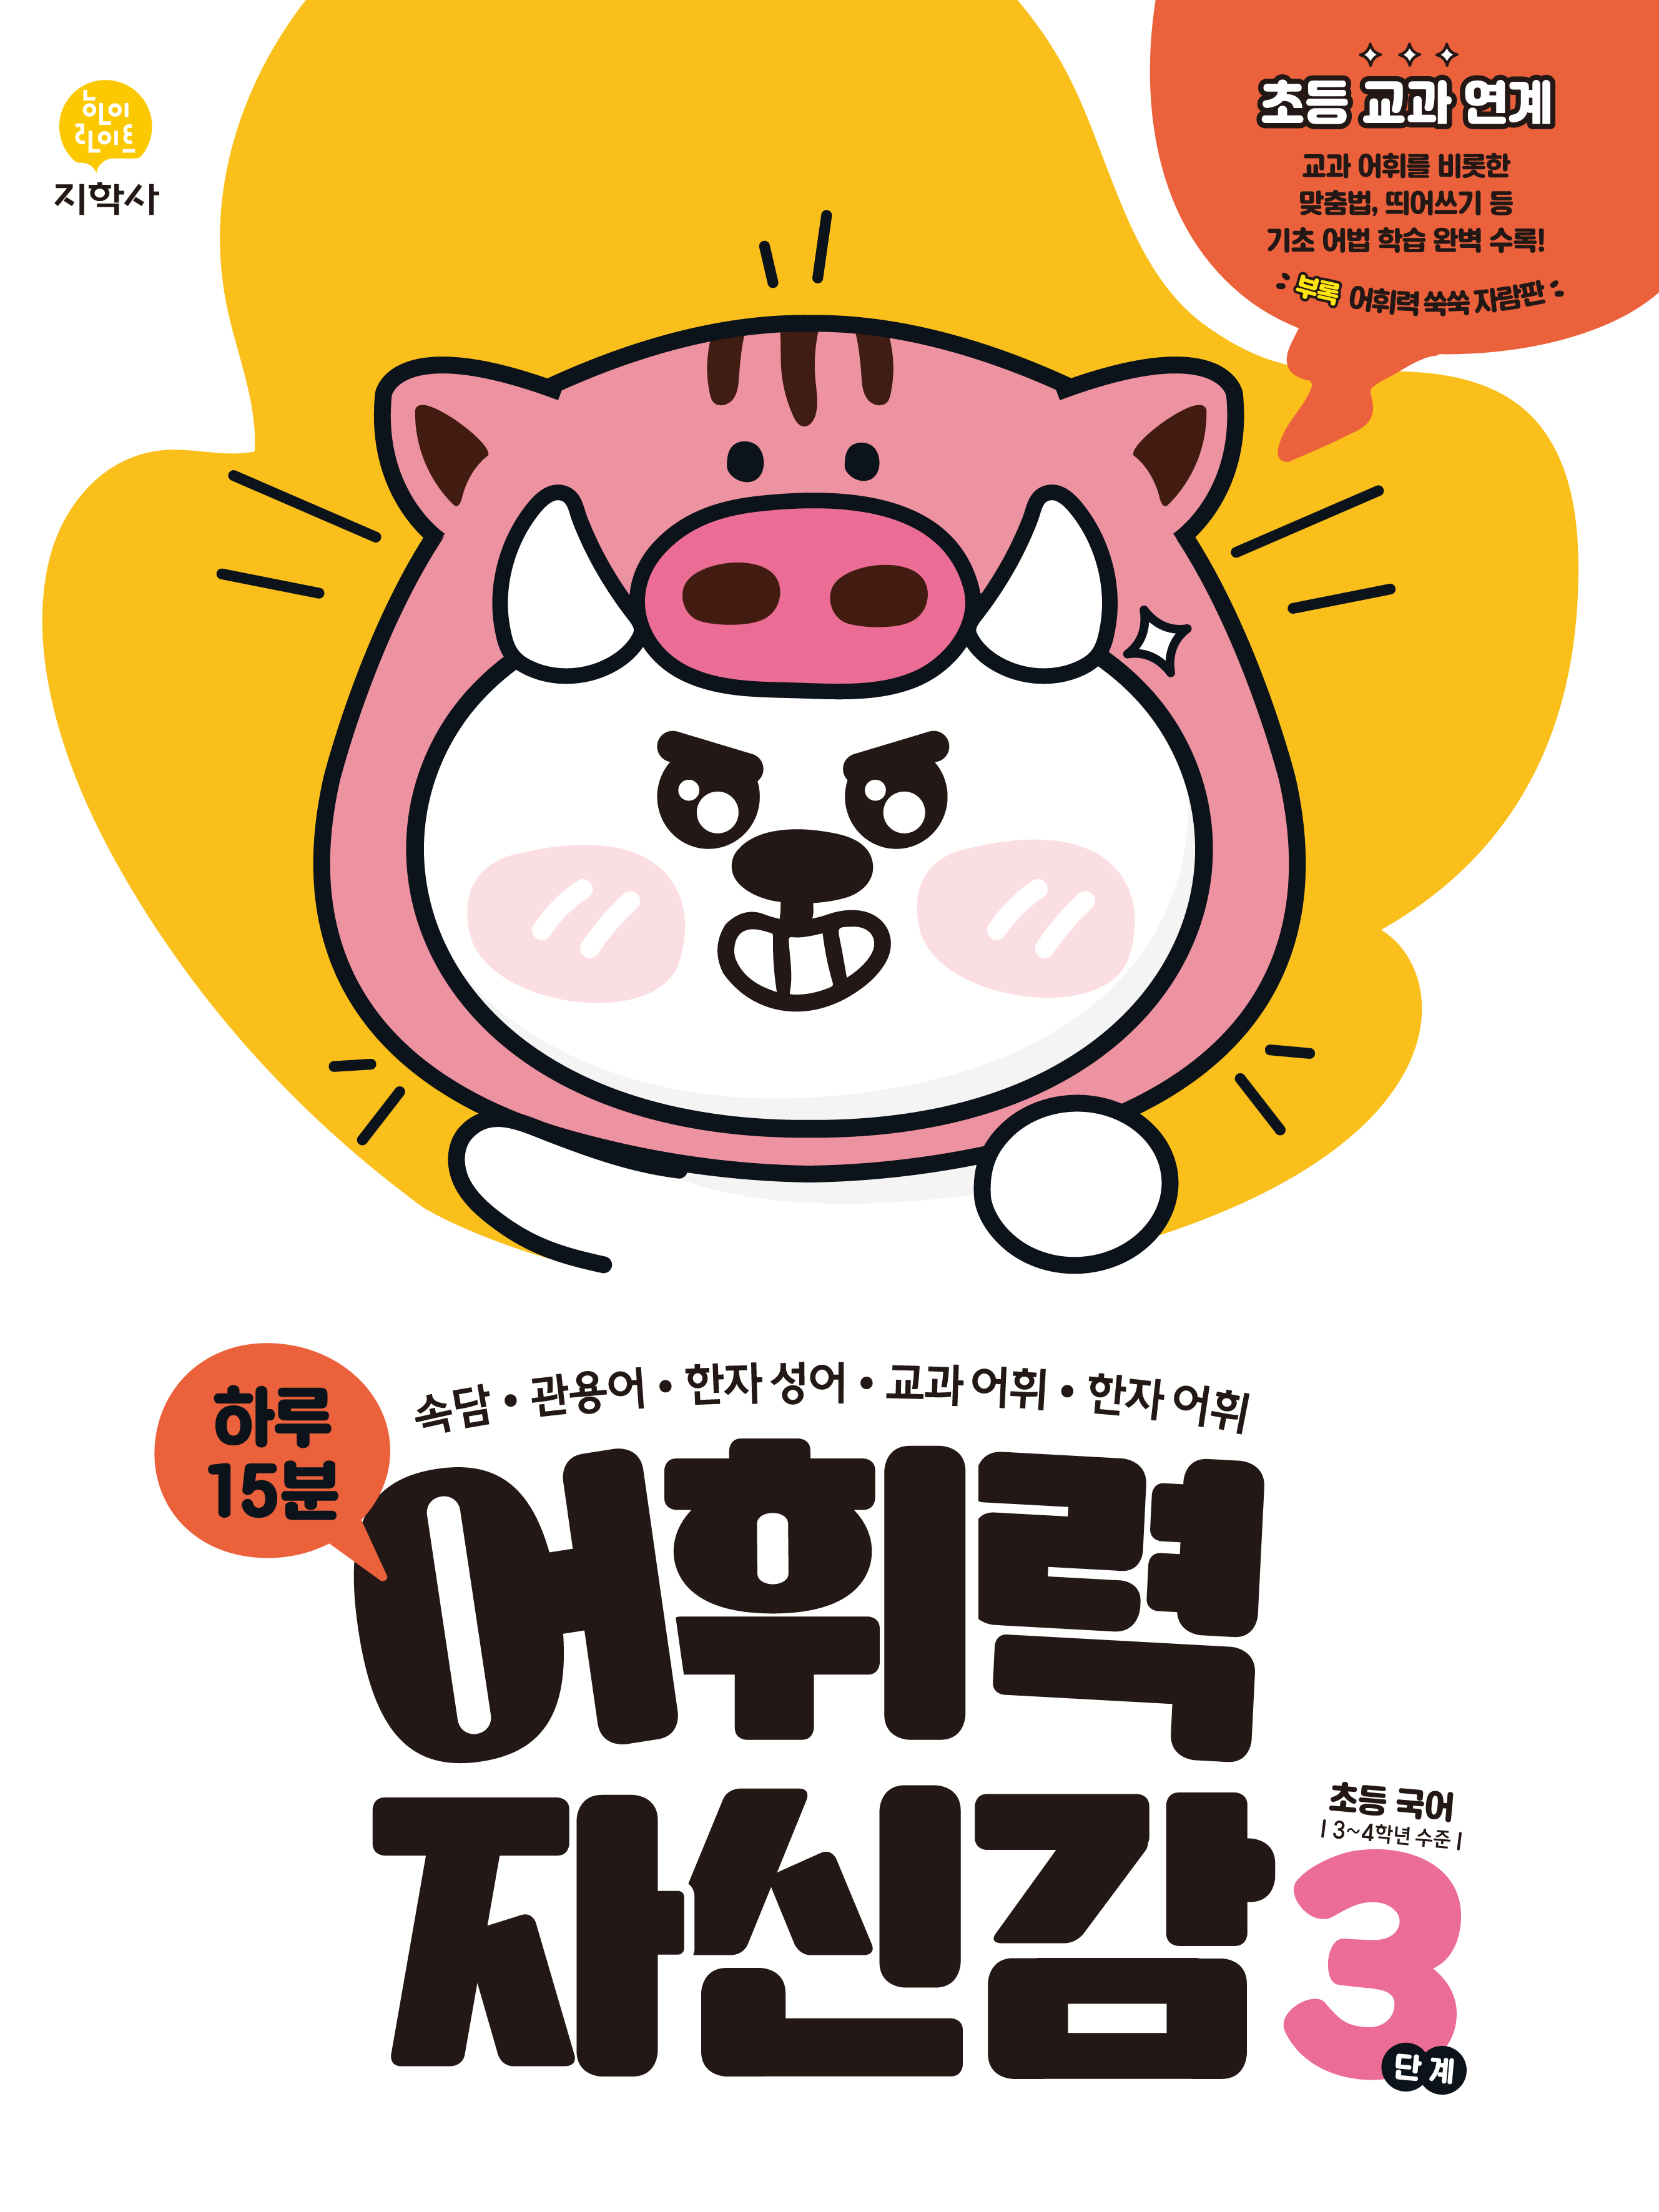 하이라이트
지학사
초등 교과 연계
교과 어휘를 비롯한
맞춤법, 띄어쓰기 등
기초 어법 학습 완벽 수록!
부록 어휘력 쑥쑥 자람판
하루
15분
속담 • 관용어 • 한자 성어 • 교과 어휘 • 한자 어휘
어휘력
자신감
초등 국어
| 3~4학년 수준 |
3
단계